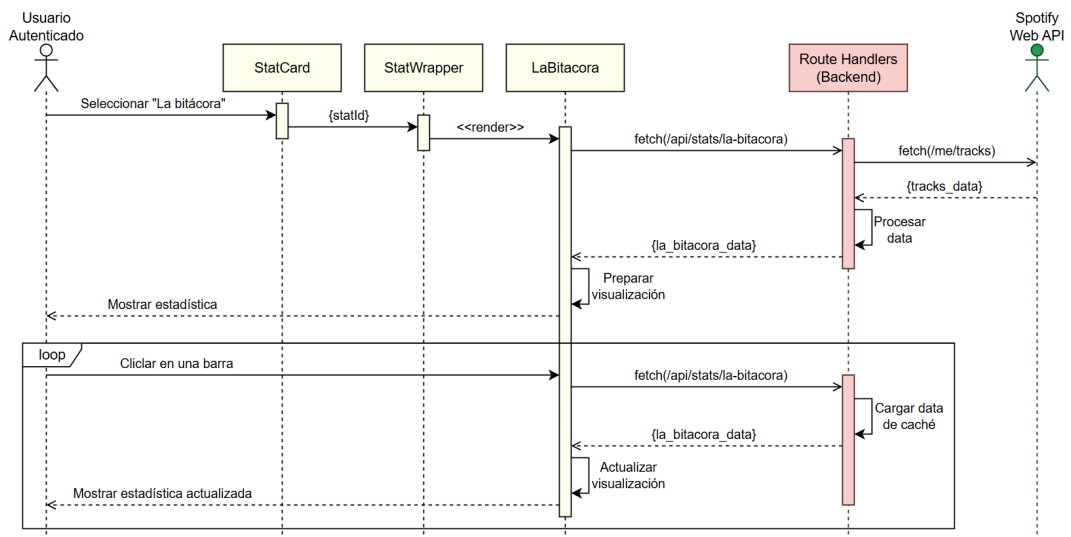 Usuario
Autenticado
Spotify
Web API
StatCard
StatWrapper
LaBitacora
Route Handlers
(Backend)
Seleccionar "La bitácora"
{statId}
<<render>>
fetch(/api/stats/la-bitacora)
fetch(/me/tracks)
{tracks_data}
Procesar
data
{la_bitacora_data}
Preparar
visualización
Mostrar estadística
loop
Cliclar en una barra
fetch(/api/stats/la-bitacora)
Cargar data
de caché
{la_bitacora_data}
Actualizar
visualización
Mostrar estadística actualizada